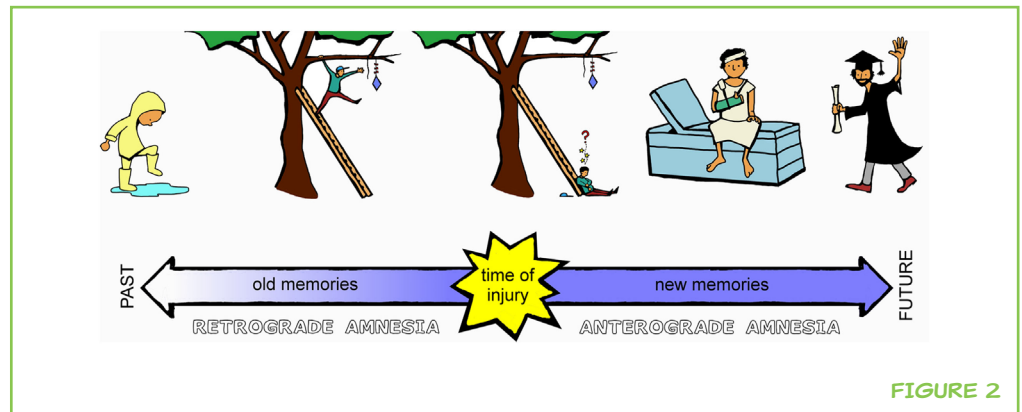 ?
PAST
old memories
time of
injury
new memories
FUTURE
RETROGRADE AMNESIA
ANTEROGRADE AMNESIA
FIGURE 2